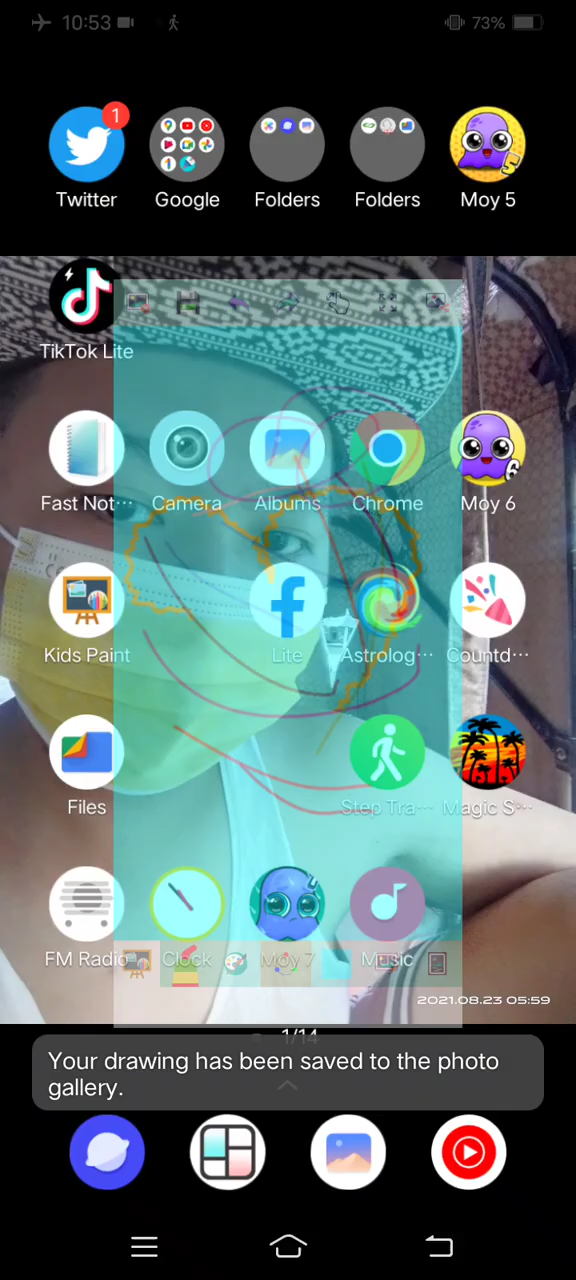 10:53
73%
1
Twitter
Google
Folders
Folders
Moy 5
TikTok Lite
Fast Not···
Camera
Albums
Chrome
Moy 6
6
Kids Paint
Lite
Astrolog···
Countd···
Files
Step Tra···
Magic S···
FM Radio
Clock
Moy 7
Music
2021.08.23 05:59
1/14
Your drawing has been saved to the photo
gallery.